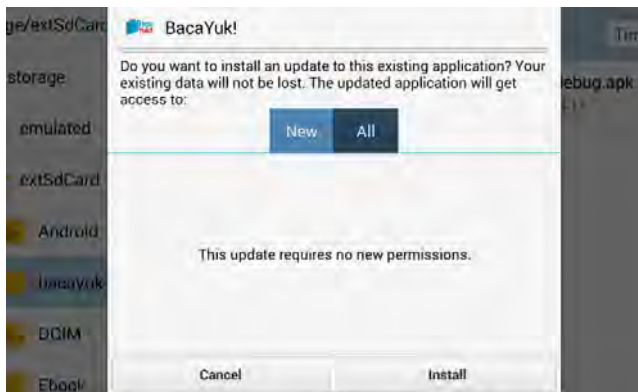 ge/extSdCard
BacaYuk!
Tim
Do you want to install an update to this existing application? Your
existing data will not be lost. The updated application will get
access to:
storage
ebug.apk
New All
emulated
extSdCard
Android
This update requires no new permissions.
bacayuk
DCIM
Cancel Install
Ebook